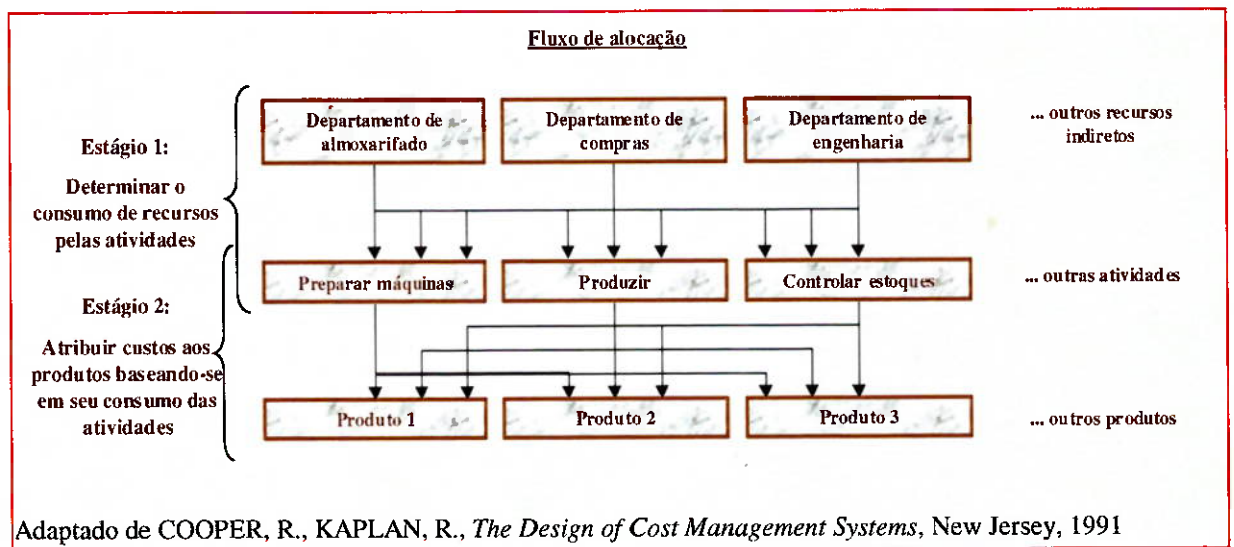 Fluxo de alocação
Estágio 1:
Determinar o
consumo de recursos
pelas atividades
Departamento de
almoxarifado
Departamento de
compras
Departamento de
engenharia
... outros recursos
indiretos
Preparar máquinas
Produzir
Controlar estoques
... outras atividades
Estágio 2:
Atribuir custos aos
produtos baseando-se
em seu consumo das
atividades
Produto 1
Produto 2
Produto 3
... outros produtos
Adaptado de COOPER, R., KAPLAN, R., The Design of Cost Management Systems, New Jersey, 1991